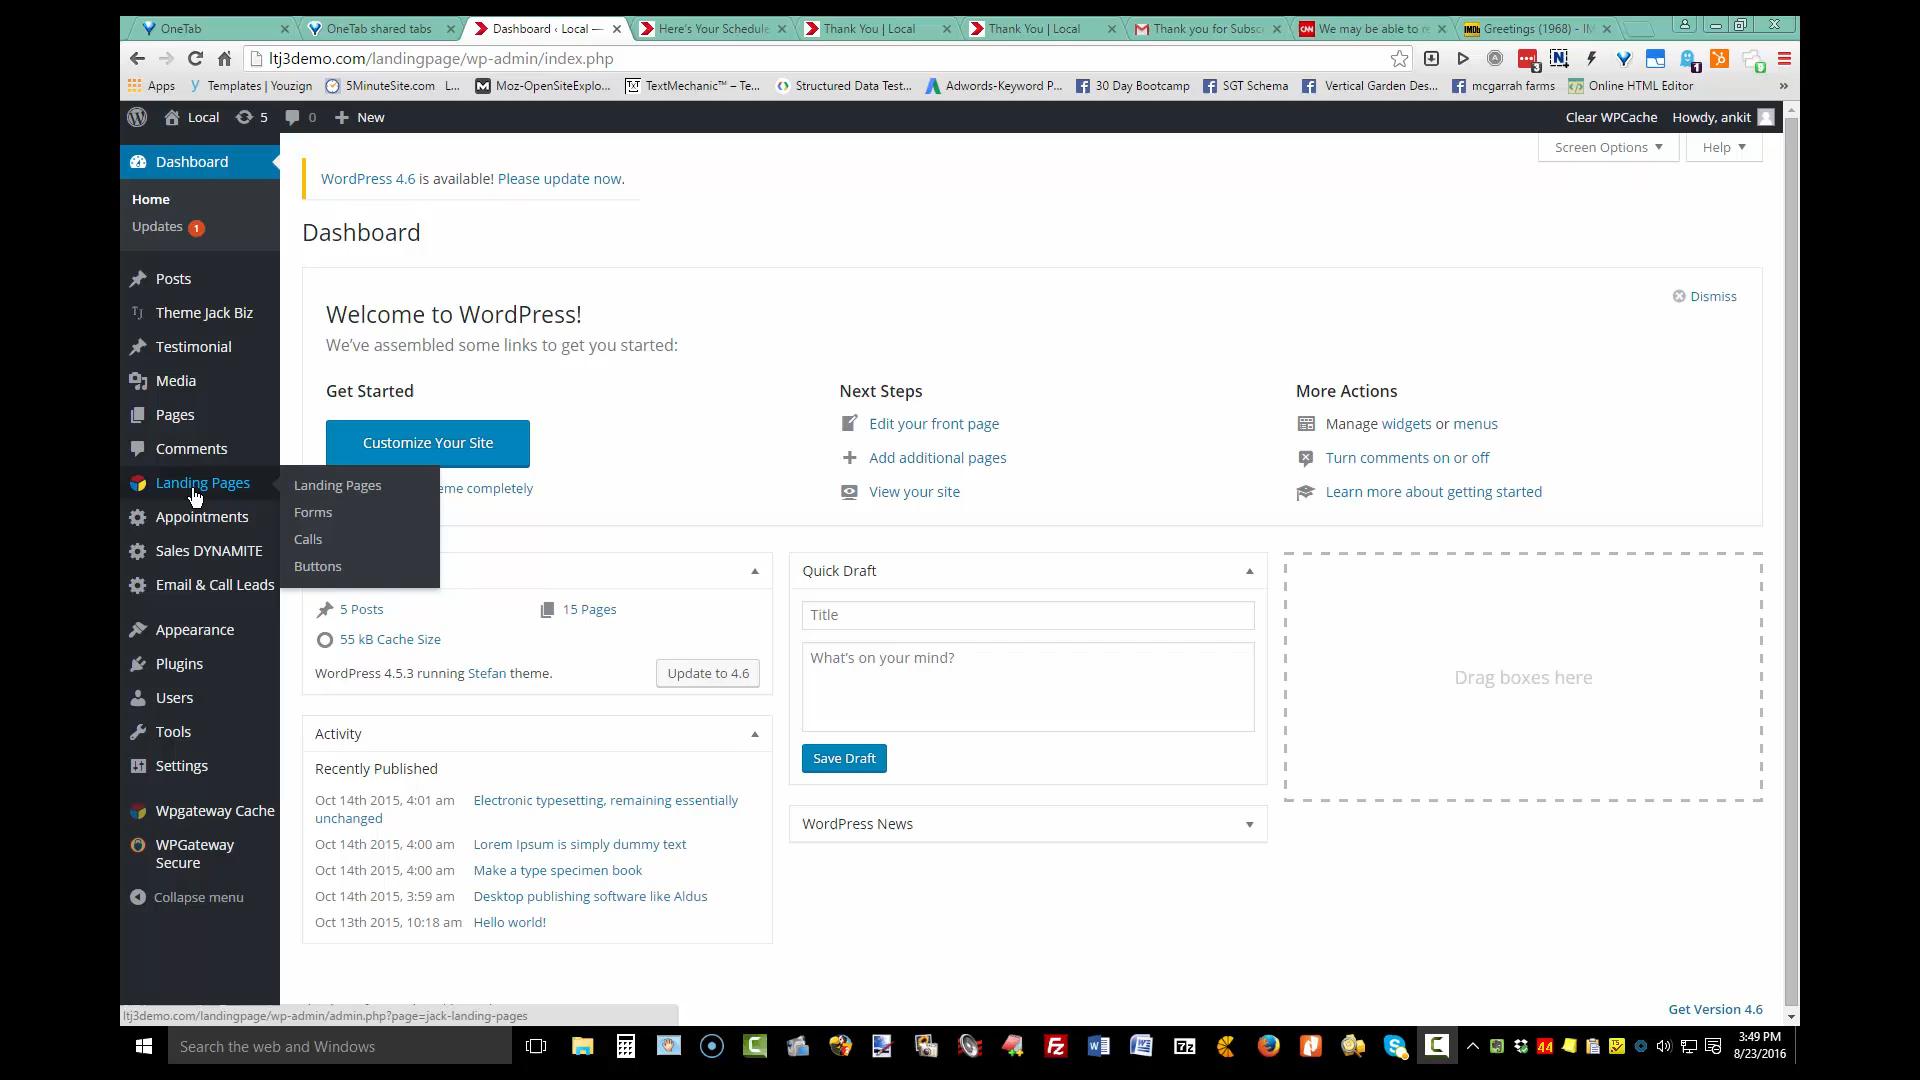 OneTab
OneTab shared tabs
Dashboard ‹ Local —
Here's Your Schedule
Thank You | Local
Thank You | Local
Thank you for Subsc
We may be able to re
Greetings (1968) - IM
ltj3demo.com/landingpage/wp-admin/index.php
Apps
Templates | Youzign
5MinuteSite.com L...
Moz-OpenSiteExplo...
TextMechanic™ – Te...
Structured Data Test...
Adwords-Keyword P...
30 Day Bootcamp
SGT Schema
Vertical Garden Des...
mcgarrah farms
Online HTML Editor
Local
5
0
New
Clear WPCache
Howdy, ankit
Dashboard
Home
Updates 1
Posts
Theme Jack Biz
Testimonial
Media
Pages
Comments
Landing Pages
Appointments
Sales DYNAMITE
Email & Call Leads
Appearance
Plugins
Users
Tools
Settings
Wpgateway Cache
WPGateway
Secure
Collapse menu
Landing Pages
Forms
Calls
Buttons
Screen Options
Help
WordPress 4.6 is available! Please update now.
Dashboard
Dismiss
Welcome to WordPress!
We've assembled some links to get you started:
Get Started
Customize Your Site
eme completely
Next Steps
Edit your front page
Add additional pages
View your site
More Actions
Manage widgets or menus
Turn comments on or off
Learn more about getting started
5 Posts
15 Pages
55 kB Cache Size
WordPress 4.5.3 running Stefan theme.
Update to 4.6
Activity
Recently Published
Oct 14th 2015, 4:01 am Electronic typesetting, remaining essentially
unchanged
Oct 14th 2015, 4:00 am Lorem Ipsum is simply dummy text
Oct 14th 2015, 4:00 am Make a type specimen book
Oct 14th 2015, 3:59 am Desktop publishing software like Aldus
Oct 13th 2015, 10:18 am Hello world!
Quick Draft
Title
What's on your mind?
Save Draft
WordPress News
Drag boxes here
Get Version 4.6
ltj3demo.com/landingpage/wp-admin/admin.php?page=jack-landing-pages
Search the web and Windows
3:49 PM
8/23/2016